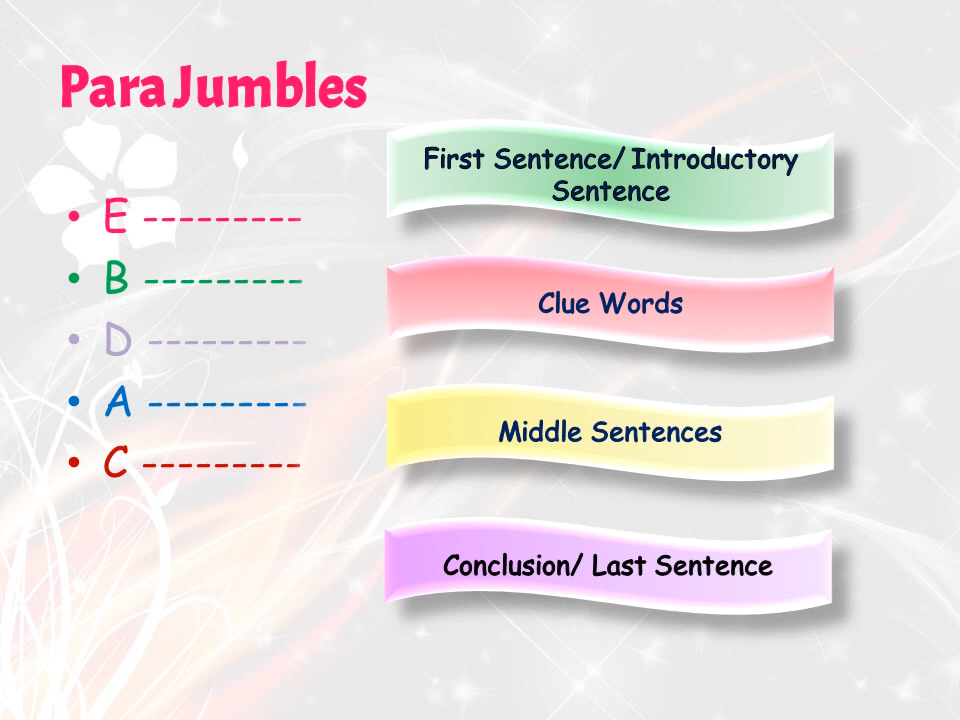 Para Jumbles
• E ---------
• B ---------
• D ---------
• A ---------
• C ---------
First Sentence/ Introductory
Sentence
Clue Words
Middle Sentences
Conclusion/ Last Sentence